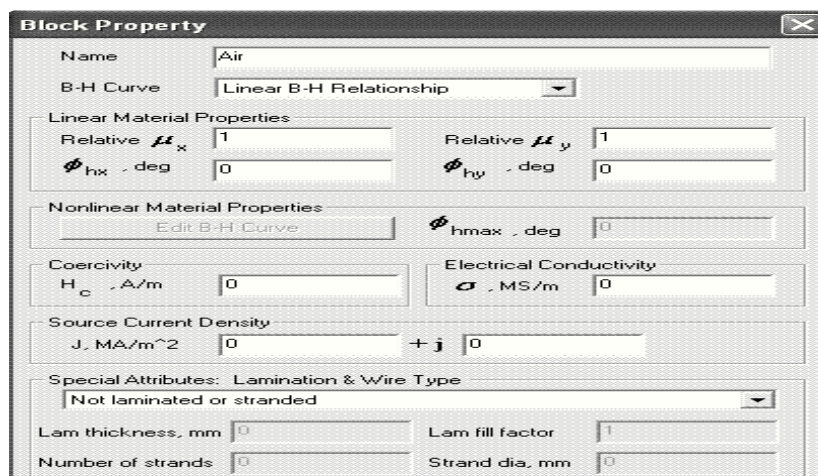 Block Property
Name Air
B-H Curve Linear B-H Relationship
Linear Material Properties
Relative μx 1 Relative μy 1
ϕhx , deg 0 ϕhy , deg 0
Nonlinear Material Properties
Edit B-H Curve ϕhmax , deg 0
Coercivity Electrical Conductivity
Hc , A/m 0 σ , MS/m 0
Source Current Density
J, MA/m^2 0 + j 0
Special Attributes: Lamination & Wire Type
Not laminated or stranded
Lam thickness, mm 0 Lam fill factor 1
Number of strands 0 Strand dia, mm 0